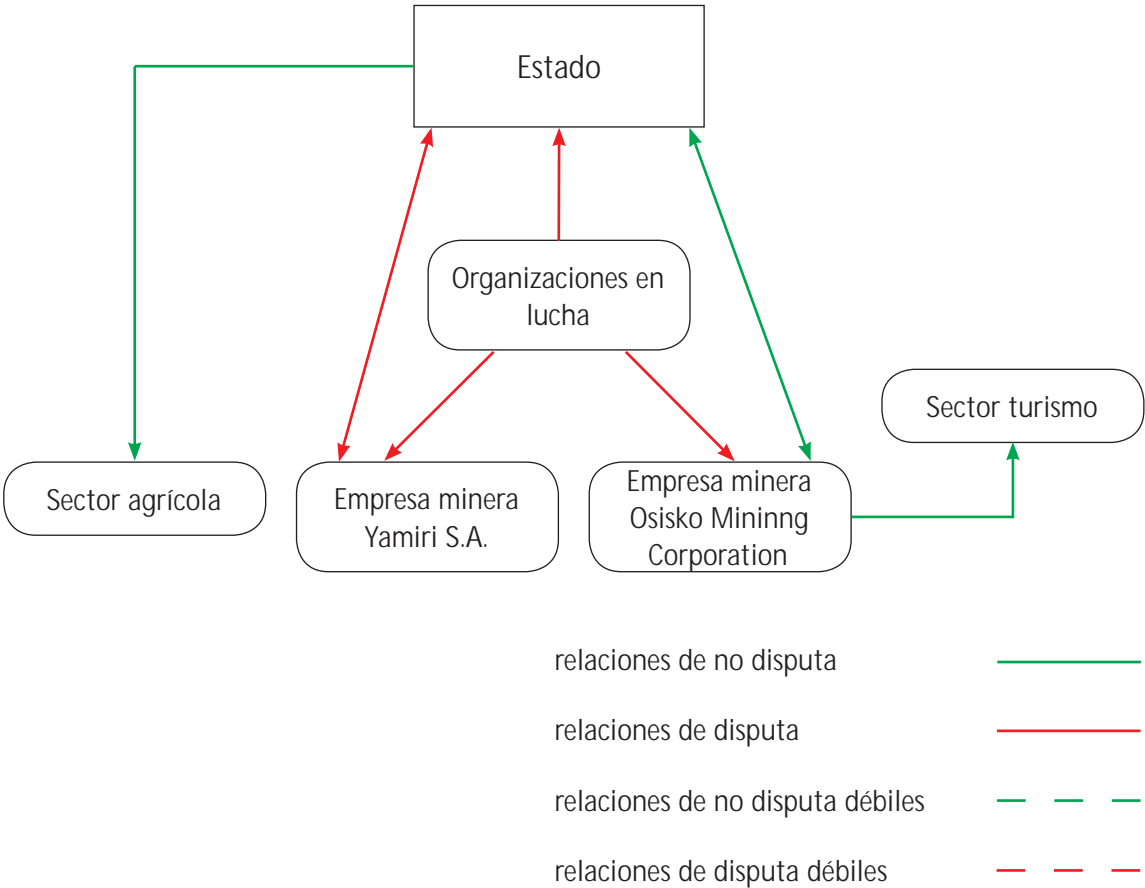 Estado
Organizaciones en
lucha
Sector turismo
Sector agrícola
Empresa minera
Yamiri S.A.
Empresa minera
Osisko Mininng
Corporation
relaciones de no disputa
relaciones de disputa
relaciones de no disputa débiles
relaciones de disputa débiles